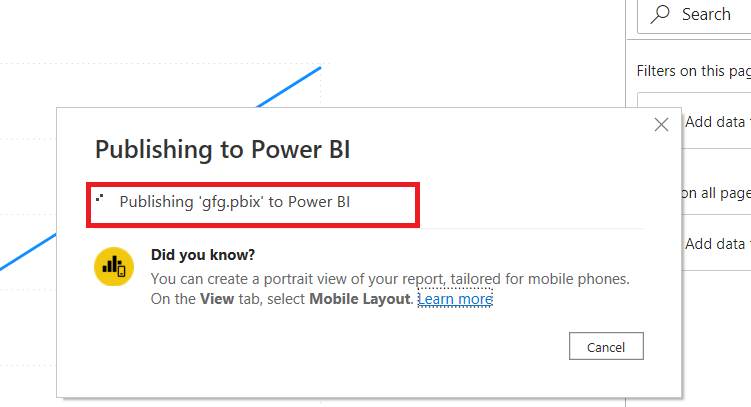 Search
Filters on this pag
Add data f
Publishing to Power BI
Publishing 'gfg.pbix' to Power BI
on all page
Add data f
Did you know?
You can create a portrait view of your report, tailored for mobile phones.
On the View tab, select Mobile Layout. Learn more
Cancel